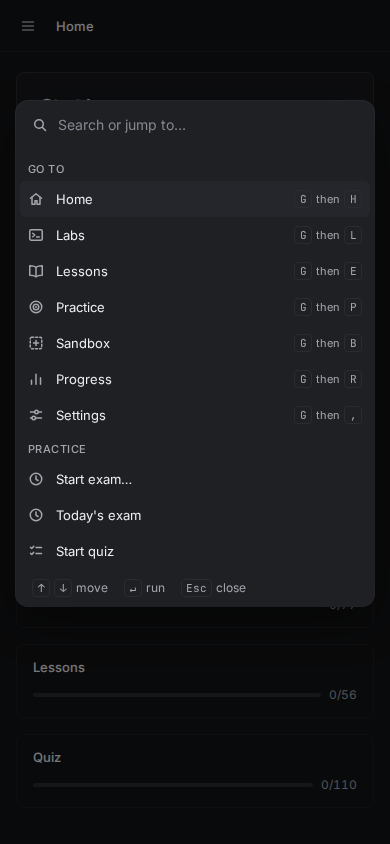 Home
Search or jump to...
GO TO
Home G then H
Labs G then L
Lessons G then E
Practice G then P
Sandbox G then B
Progress G then R
Settings G then ,
PRACTICE
Start exam...
Today's exam
Start quiz
↑ ↓ move ↵ run Esc close
Lessons
0/56
Quiz
0/110